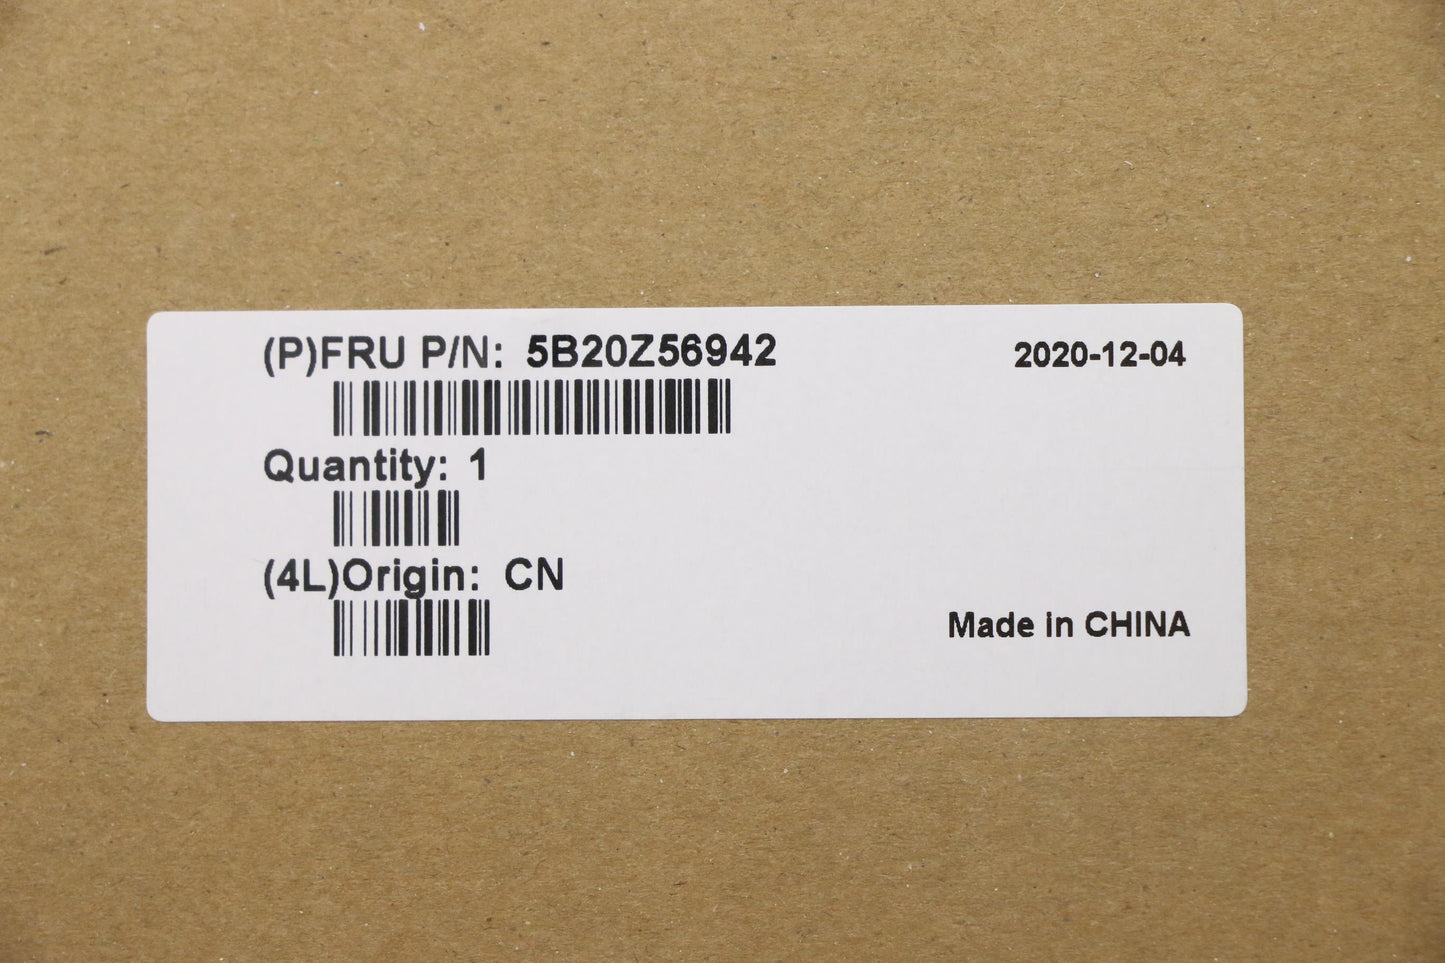 (P)FRU P/N: 5B20Z56942
2020-12-04
Quantity: 1
(4L)Origin: CN
Made in CHINA